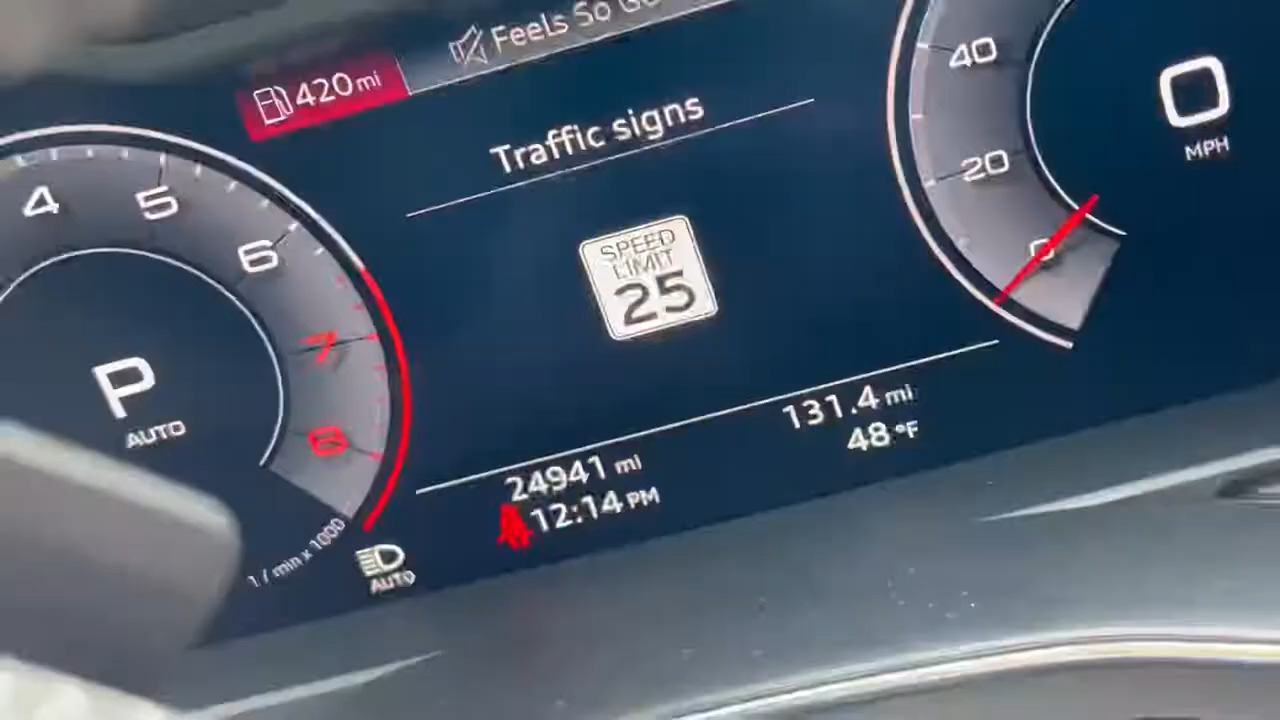 Feels So
420 mi
Traffic signs
SPEED
LIMIT
25
4
5
6
7
8
P
AUTO
1 / min x 1000
AUTO
40
20
0
0
MPH
131.4 mi
48 °F
24941 mi
12:14 PM